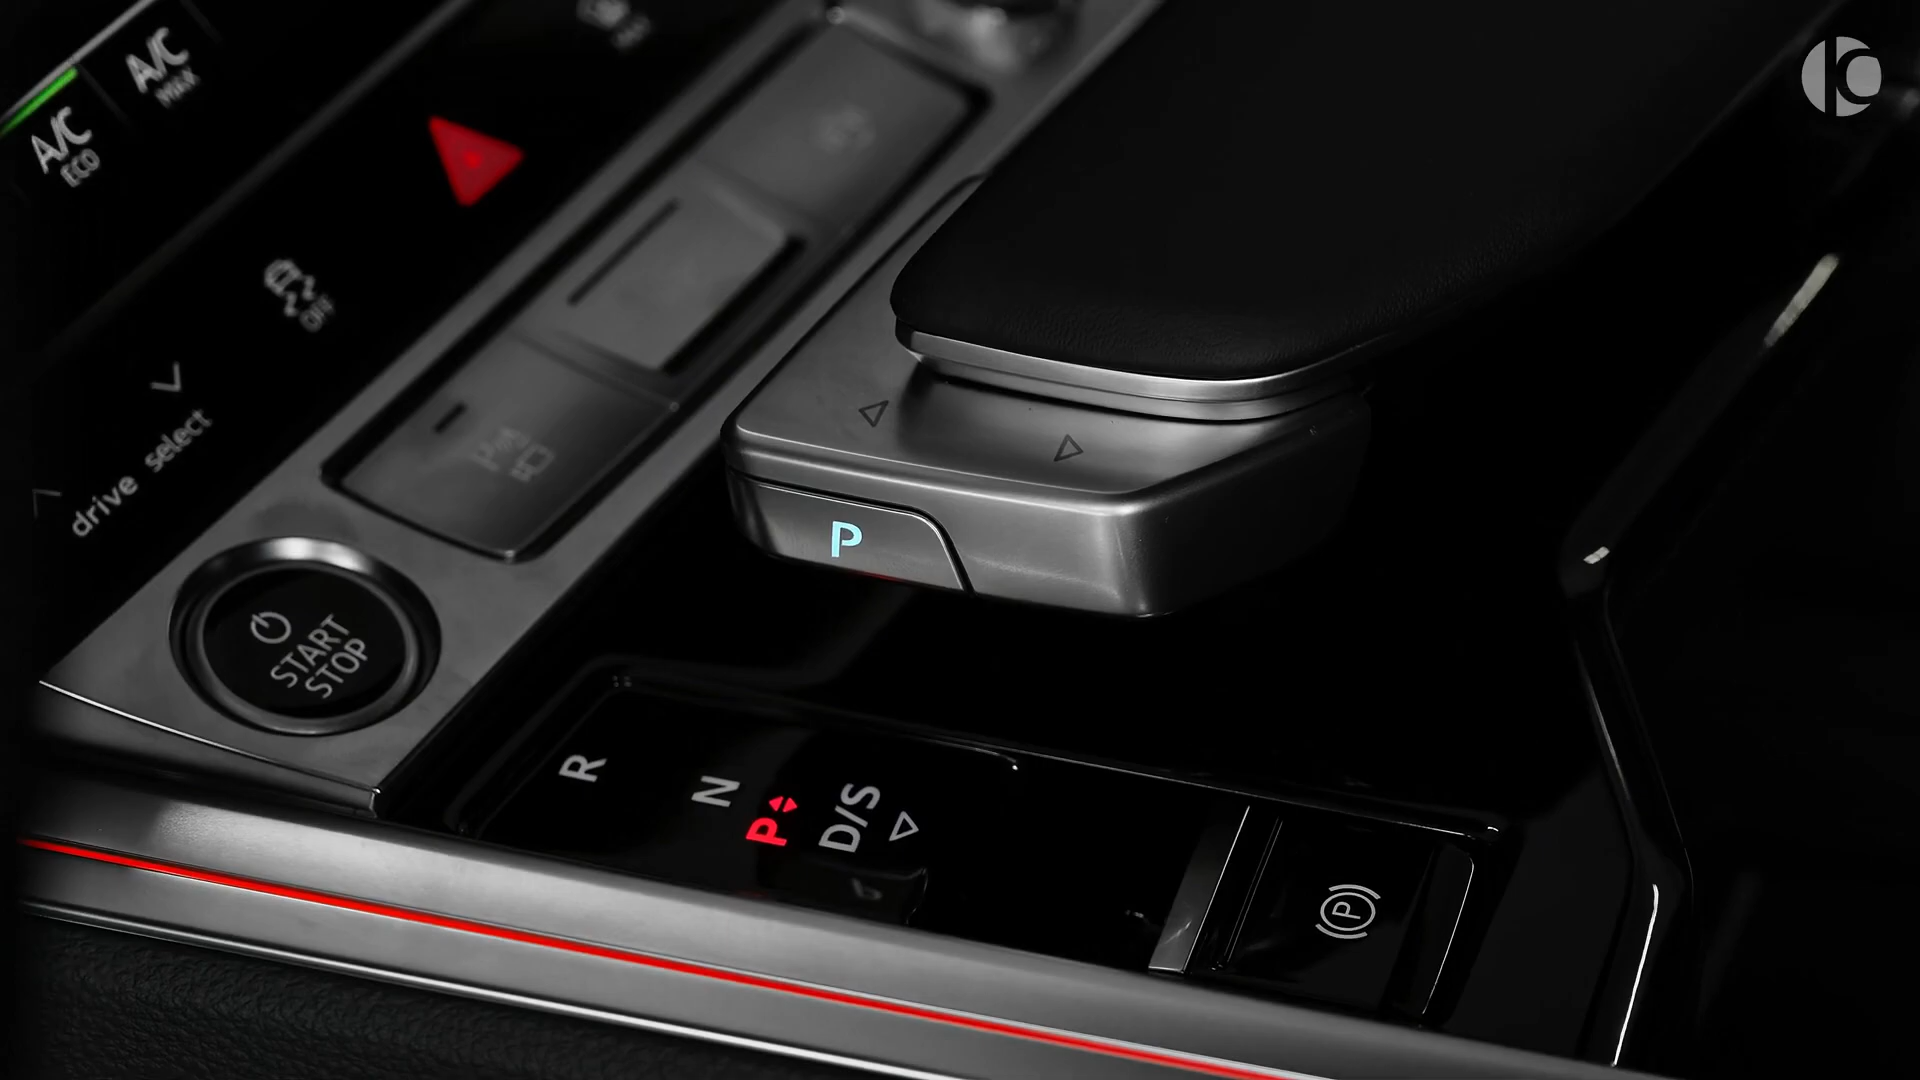 A/C
MAX
A/C
ECO
OFF
drive select
P
START
STOP
R
N
P
D/S
(P)